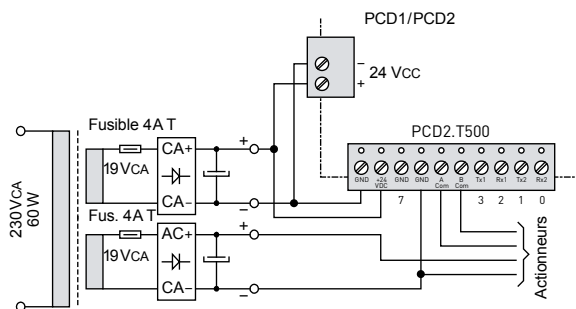 PCD1/PCD2
–
+
24 VCC
PCD2.T500
GND
+24 VDC
GND
GND
A Com
B Com
Tx1
Rx1
Tx2
Rx2
7
3
2
1
0
Fusible 4A T
19VCA
CA+
CA–
+
–
230VCA
60W
Fus. 4A T
19VCA
AC+
CA–
+
–
Actionneurs